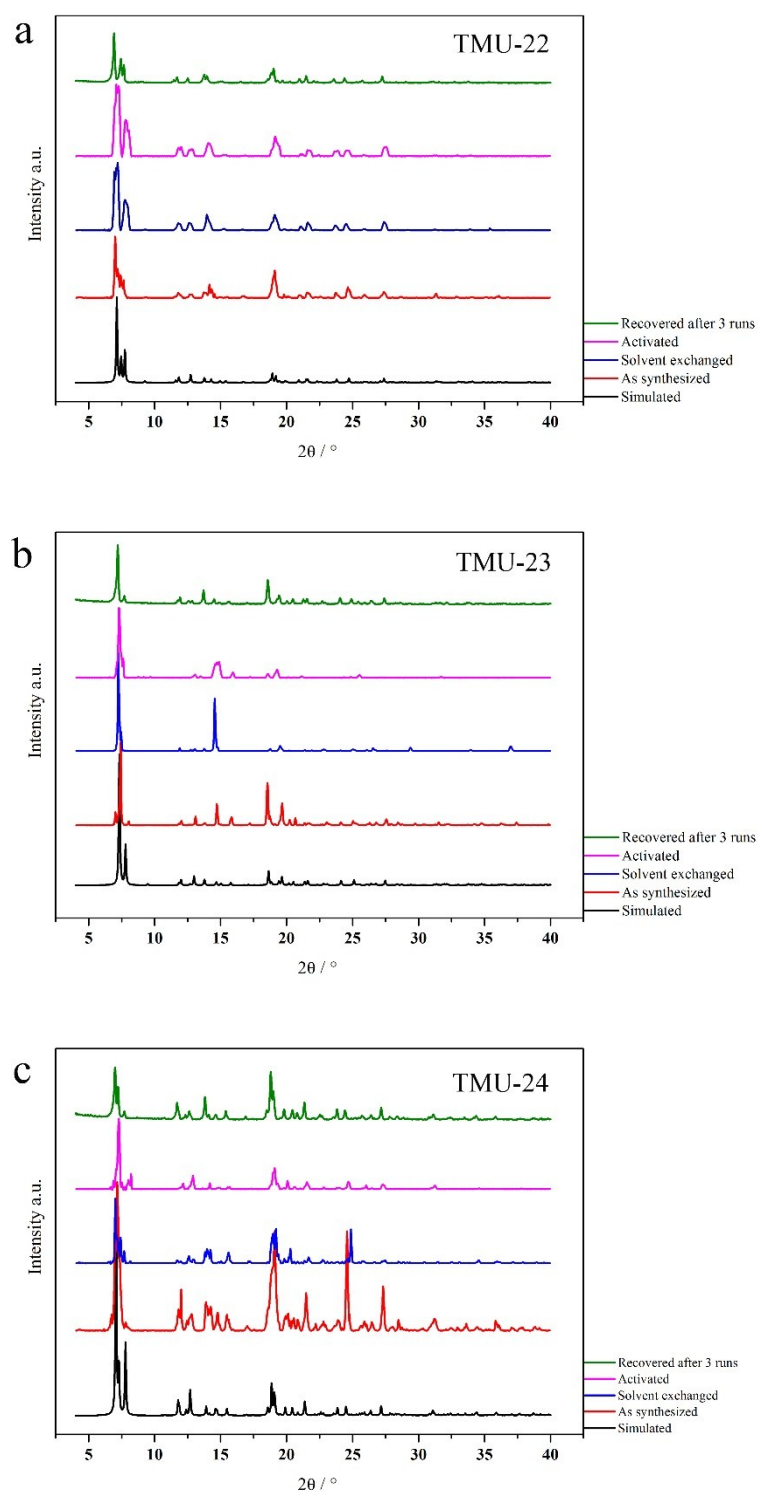 a
TMU-22
Intensity a.u.
Recovered after 3 runs
Activated
Solvent exchanged
As synthesized
Simulated
5 10 15 20 25 30 35 40
2θ / °
b
TMU-23
Intensity a.u.
Recovered after 3 runs
Activated
Solvent exchanged
As synthesized
Simulated
5 10 15 20 25 30 35 40
2θ / °
c
TMU-24
Intensity a.u.
Recovered after 3 runs
Activated
Solvent exchanged
As synthesized
Simulated
5 10 15 20 25 30 35 40
2θ / °